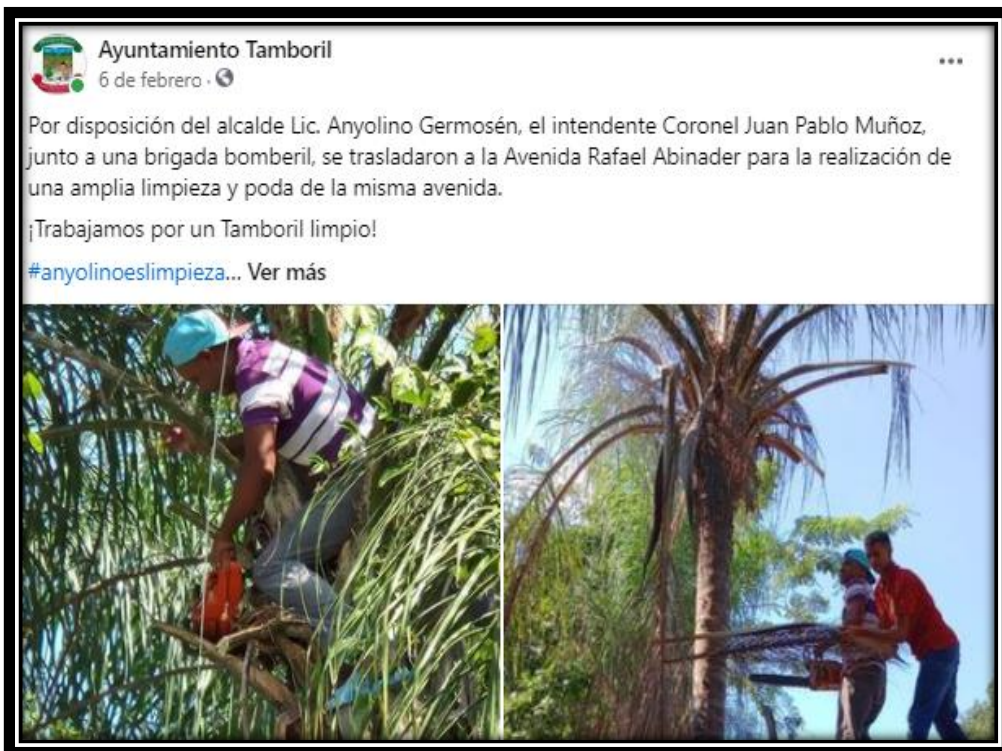 Ayuntamiento Tamboril
6 de febrero ·
Por disposición del alcalde Lic. Anyolino Germosén, el intendente Coronel Juan Pablo Muñoz,
junto a una brigada bomberil, se trasladaron a la Avenida Rafael Abinader para la realización de
una amplia limpieza y poda de la misma avenida.
¡Trabajamos por un Tamboril limpio!
#anyolinoeslimpieza... Ver más